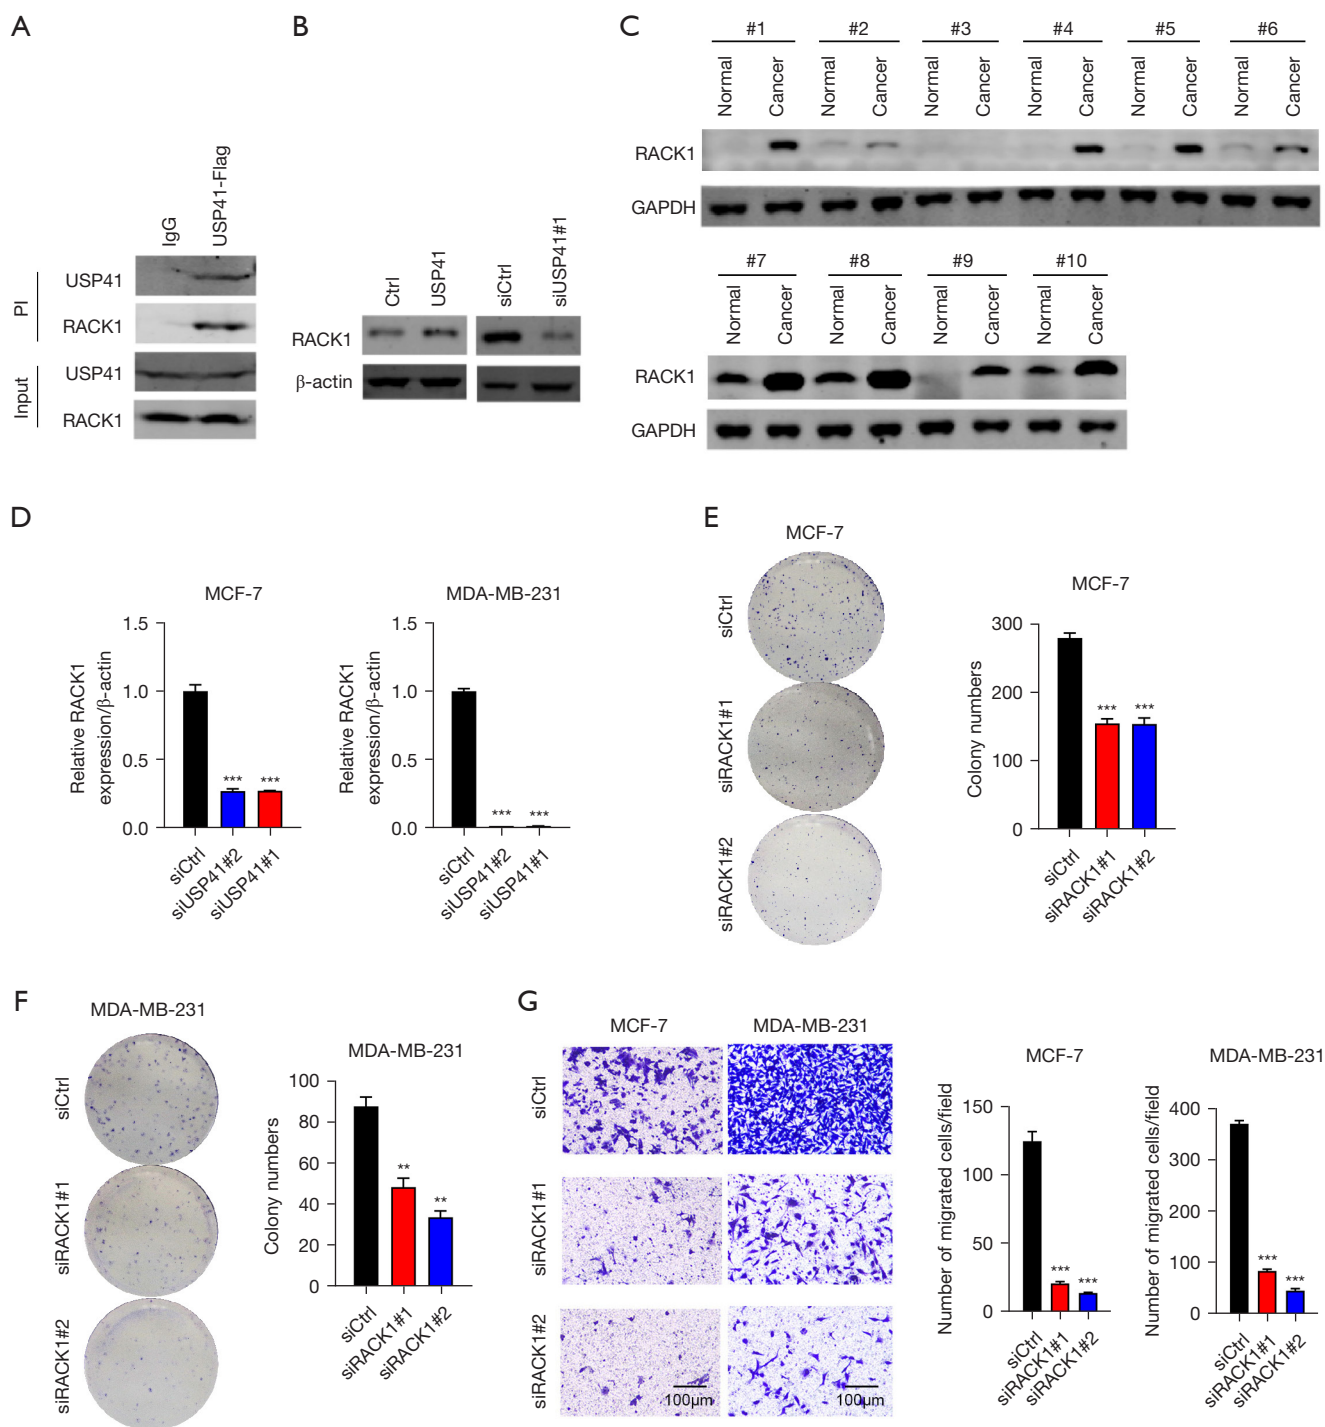 A
IgG
USP41-Flag
PI
USP41
RACK1
Input
USP41
RACK1
B
Ctrl
USP41
siCtrl
siUSP41#1
RACK1
β-actin
C
#1 #2 #3 #4 #5 #6
Normal Cancer Normal Cancer Normal Cancer Normal Cancer Normal Cancer Normal Cancer
RACK1
GAPDH
#7 #8 #9 #10
Normal Cancer Normal Cancer Normal Cancer Normal Cancer
RACK1
GAPDH
D
MCF-7
Relative RACK1
expression/β-actin
1.5
1.0
0.5
0.0
*** ***
siCtrl
siUSP41#2
siUSP41#1
MDA-MB-231
Relative RACK1
expression/β-actin
1.5
1.0
0.5
0.0
*** ***
siCtrl
siUSP41#2
siUSP41#1
E
MCF-7
siCtrl
siRACK1#1
siRACK1#2
MCF-7
Colony numbers
300
200
100
0
*** ***
siCtrl
siRACK1#1
siRACK1#2
F
MDA-MB-231
siCtrl
siRACK1#1
siRACK1#2
MDA-MB-231
Colony numbers
100
80
60
40
20
0
** **
siCtrl
siRACK1#1
siRACK1#2
G
MCF-7 MDA-MB-231
siCtrl
siRACK1#1
siRACK1#2
100μm 100μm
MCF-7
Number of migrated cells/field
150
100
50
0
*** ***
siCtrl
siRACK1#1
siRACK1#2
MDA-MB-231
Number of migrated cells/field
400
300
200
100
0
*** ***
siCtrl
siRACK1#1
siRACK1#2